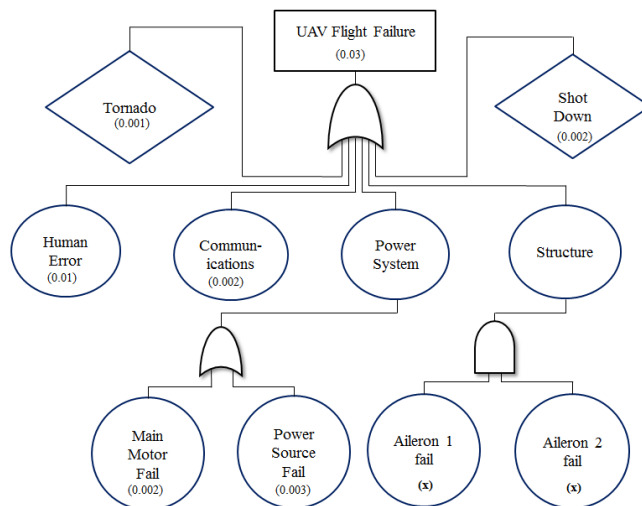 UAV Flight Failure
(0.03)
Tornado
(0.001)
Shot
Down
(0.002)
Human
Error
(0.01)
Commun-
ications
(0.002)
Power
System
Structure
Main
Motor
Fail
(0.002)
Power
Source
Fail
(0.003)
Aileron 1
fail
(x)
Aileron 2
fail
(x)